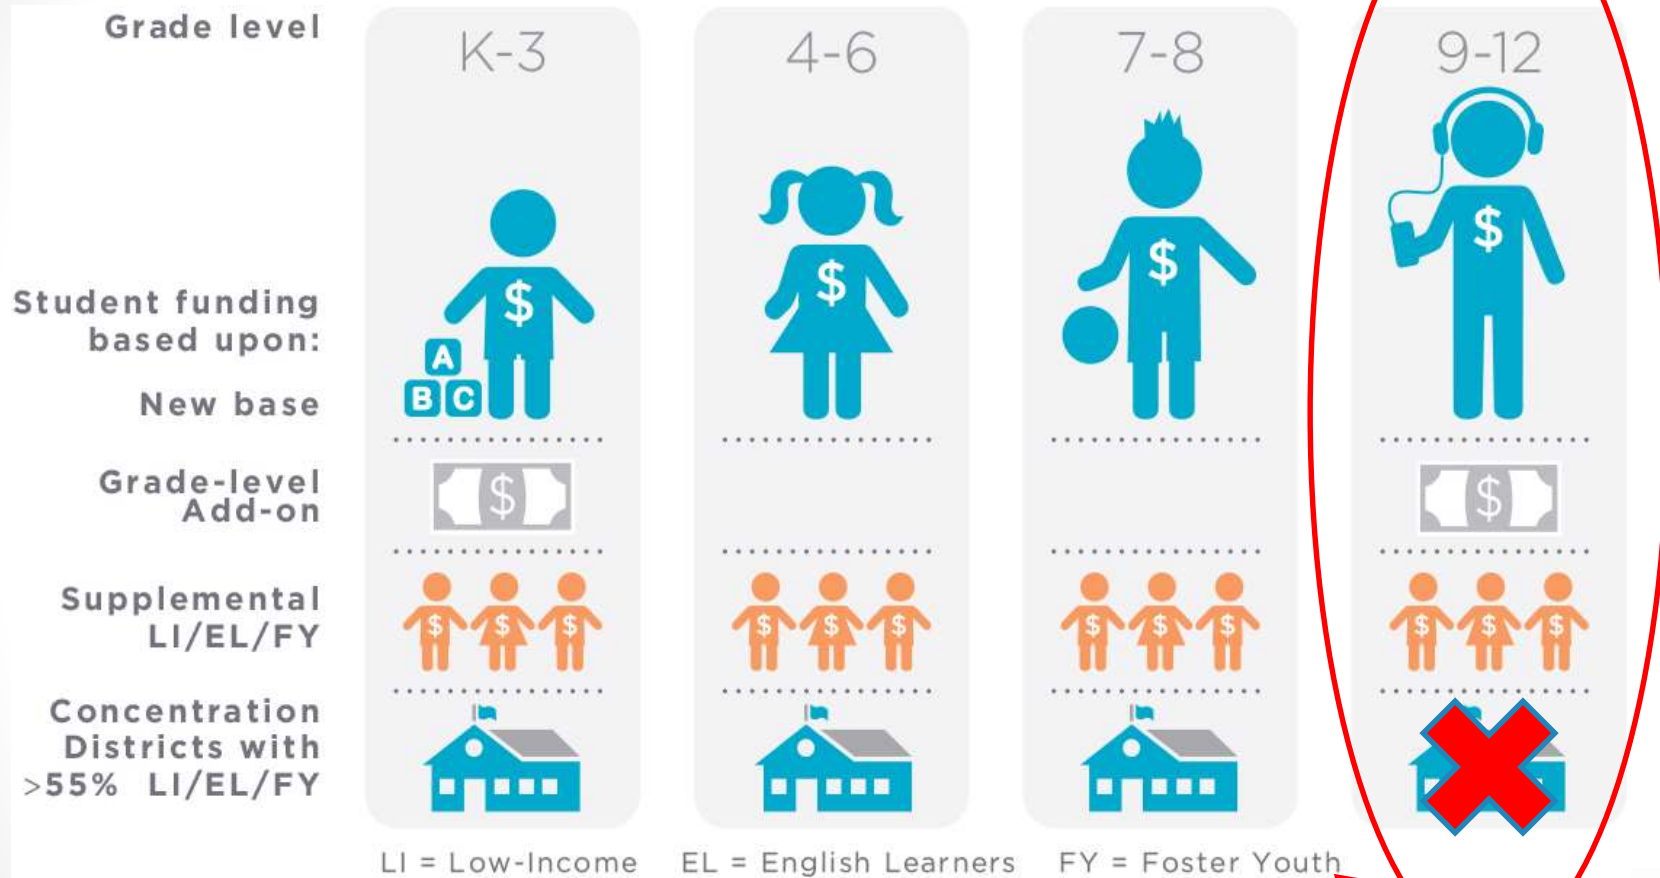 Grade level
K-3
4-6
7-8
9-12
Student funding
based upon:
New base
$
$
$
$
A
B C
Grade-level
Add-on
$
$
Supplemental
LI/EL/FY
$ $ $
$ $ $
$ $ $
$ $ $
Concentration
Districts with
>55% LI/EL/FY
LI = Low-Income EL = English Learners FY = Foster Youth